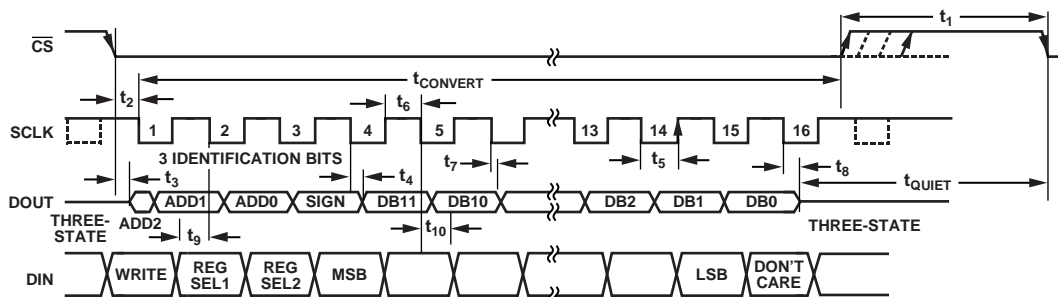 t1
CS
tCONVERT
t2
t6
SCLK
1 2 3 4 5 13 14 15 16
3 IDENTIFICATION BITS
t3 t4 t7 t5 t8
tQUIET
DOUT
ADD1 ADD0 SIGN DB11 DB10 DB2 DB1 DB0
THREE-STATE
ADD2
THREE-STATE
t9 t10
DIN
WRITE
REG SEL1
REG SEL2
MSB
LSB
DON'T CARE